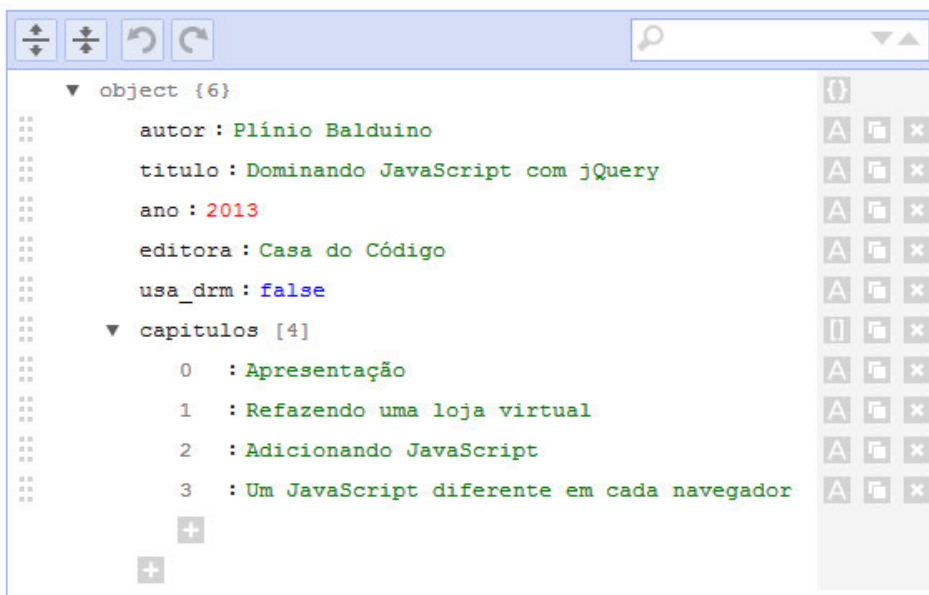 object {6}
autor : Plínio Balduino
titulo : Dominando JavaScript com jQuery
ano : 2013
editora : Casa do Código
usa_drm : false
capitulos [4]
0 : Apresentação
1 : Refazendo uma loja virtual
2 : Adicionando JavaScript
3 : Um JavaScript diferente em cada navegador